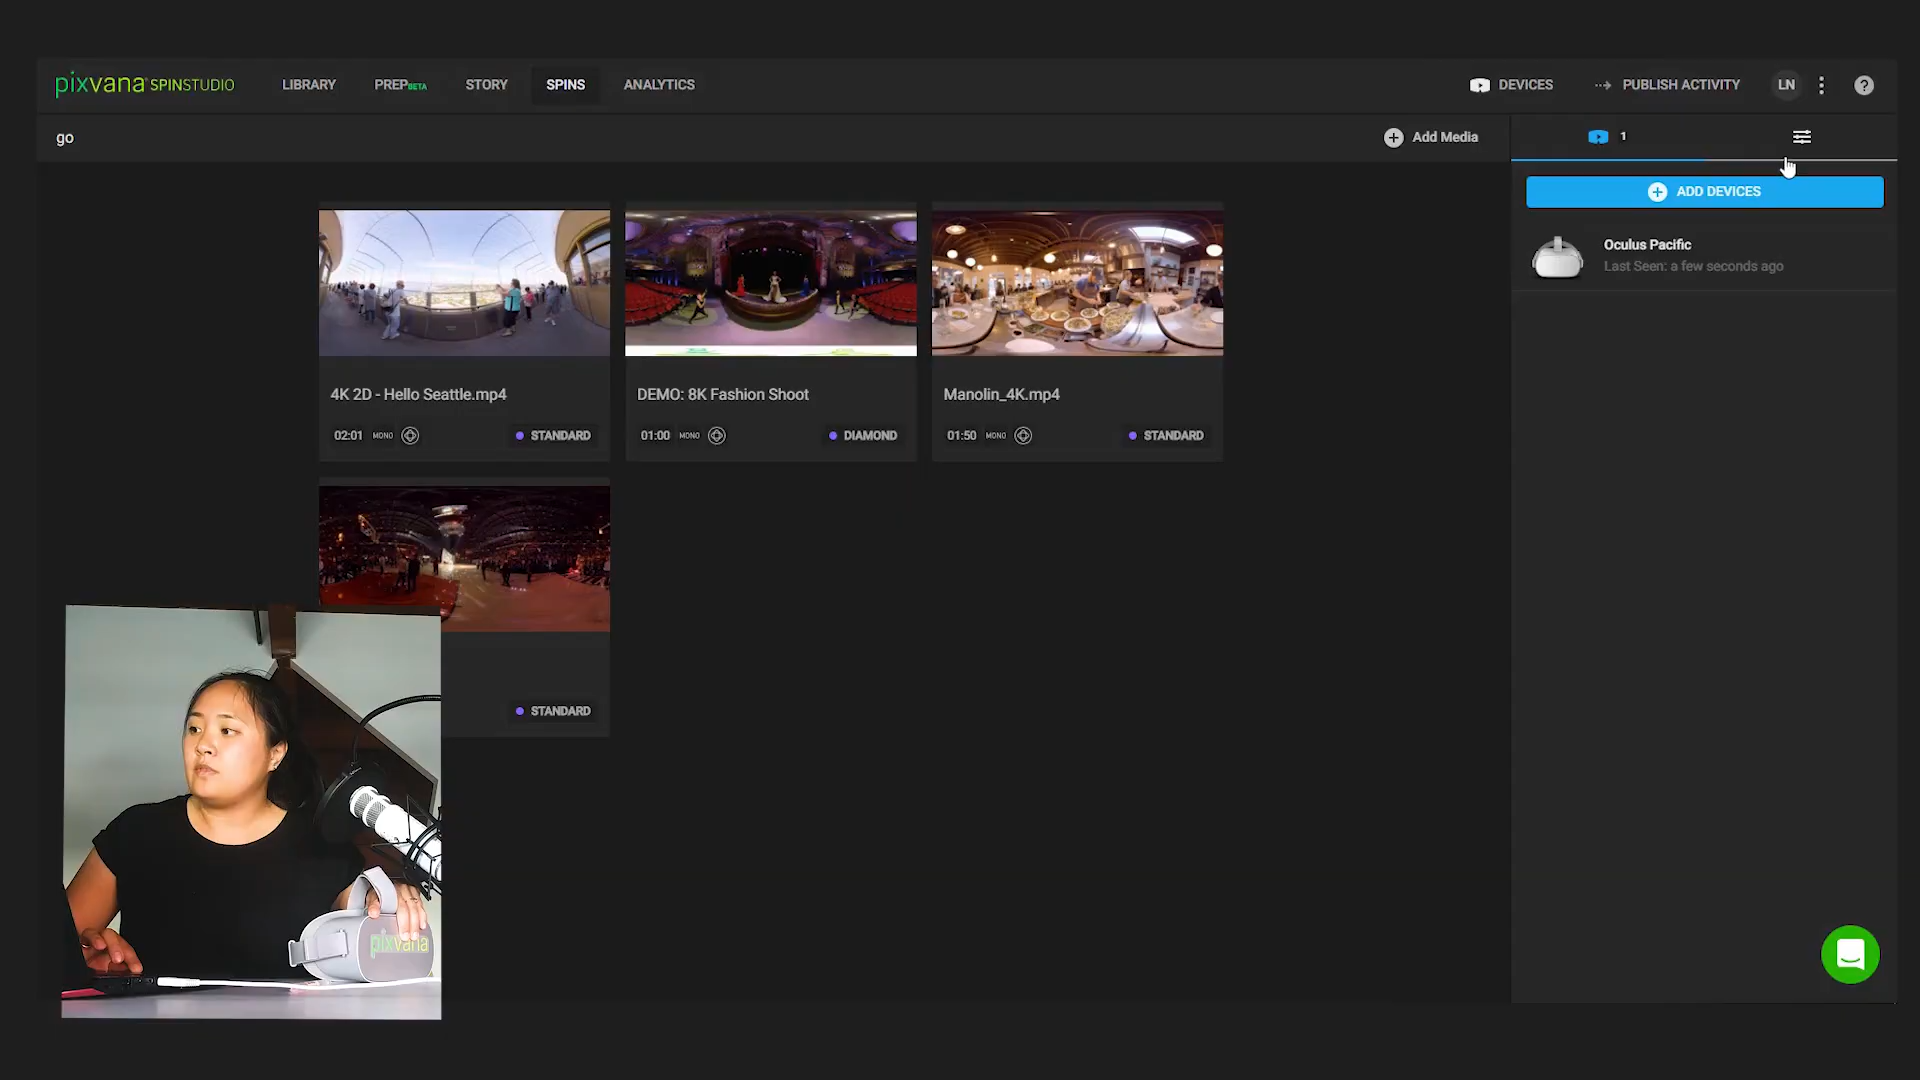 pixvana SPINSTUDIO LIBRARY PREP BETA STORY SPINS ANALYTICS DEVICES PUBLISH ACTIVITY LN ?
go Add Media 1
ADD DEVICES
Oculus Pacific
Last Seen: a few seconds ago
4K 2D - Hello Seattle.mp4 DEMO: 8K Fashion Shoot Manolin_4K.mp4
02:01 MONO STANDARD 01:00 MONO DIAMOND 01:50 MONO STANDARD
STANDARD
pixvana